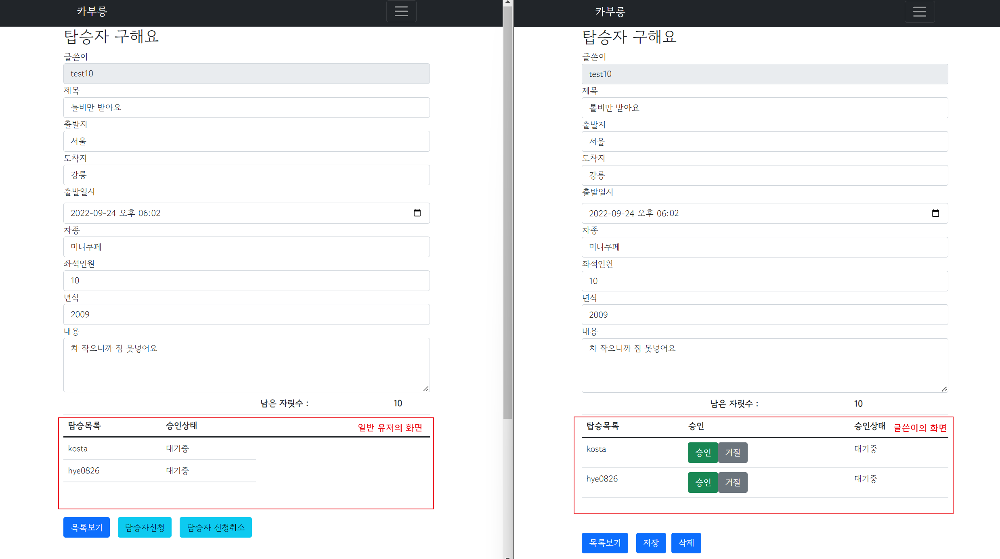 카부릉
탑승자 구해요
글쓴이
test10
제목
톨비만 받아요
출발지
서울
도착지
강릉
출발일시
2022-09-24 오후 06:02
차종
미니쿠페
좌석인원
10
년식
2009
내용
차 작으니까 짐 못넣어요
남은 자릿수 : 10
탑승목록 승인상태 일반 유저의 화면
kosta 대기중
hye0826 대기중
목록보기 탑승자신청 탑승자 신청취소
카부릉
탑승자 구해요
글쓴이
test10
제목
톨비만 받아요
출발지
서울
도착지
강릉
출발일시
2022-09-24 오후 06:02
차종
미니쿠페
좌석인원
10
년식
2009
내용
차 작으니까 짐 못넣어요
남은 자릿수 : 10
탑승목록 승인 승인상태 글쓴이의 화면
kosta 승인 거절 대기중
hye0826 승인 거절 대기중
목록보기 저장 삭제